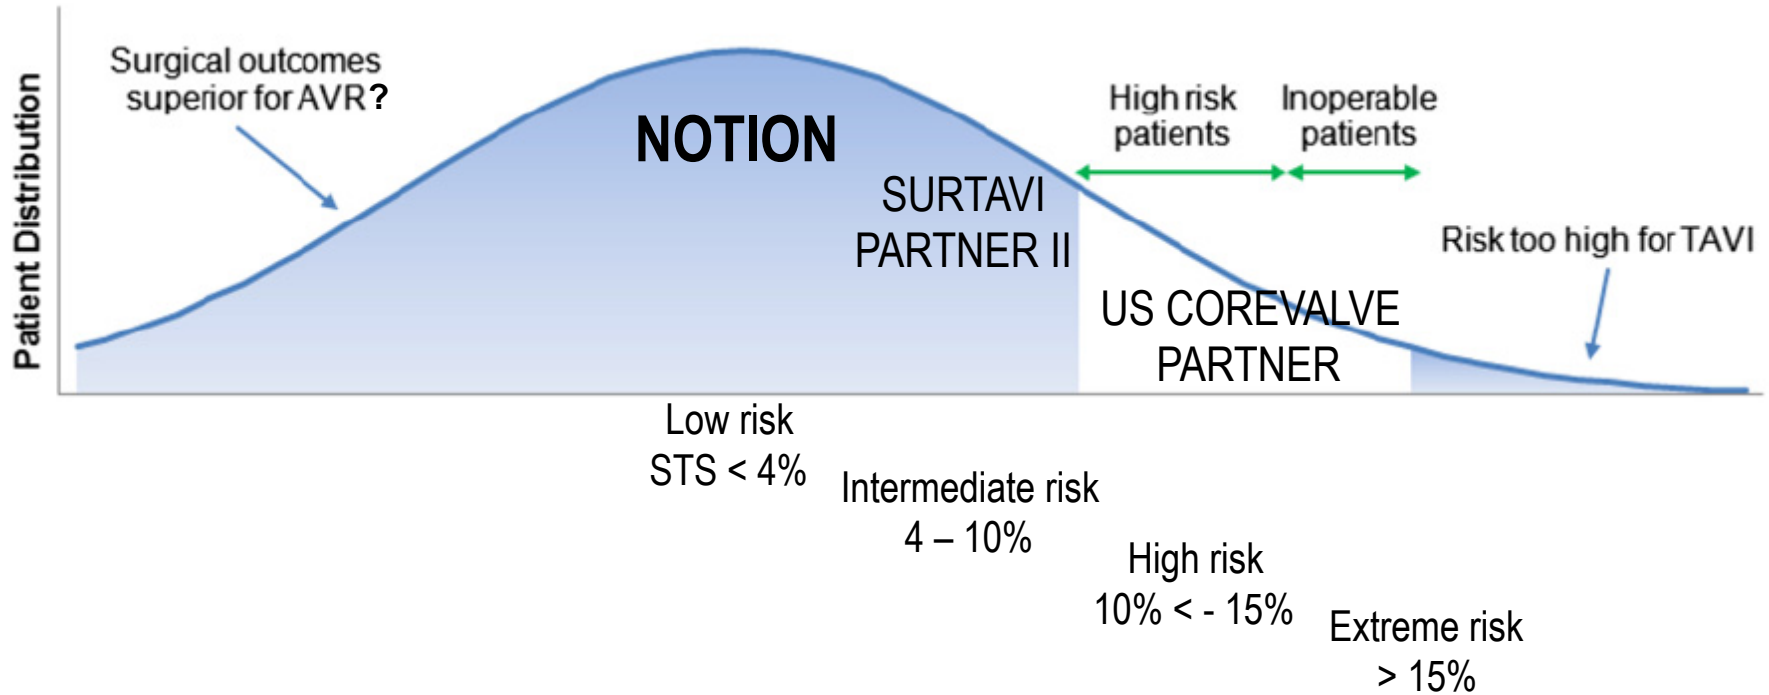 Patient Distribution
Surgical outcomes
superior for AVR?
NOTION
SURTAVI
PARTNER II
High risk
patients
Inoperable
patients
Risk too high for TAVI
US COREVALVE
PARTNER
Low risk
STS < 4%
Intermediate risk
4 – 10%
High risk
10% < - 15%
Extreme risk
> 15%